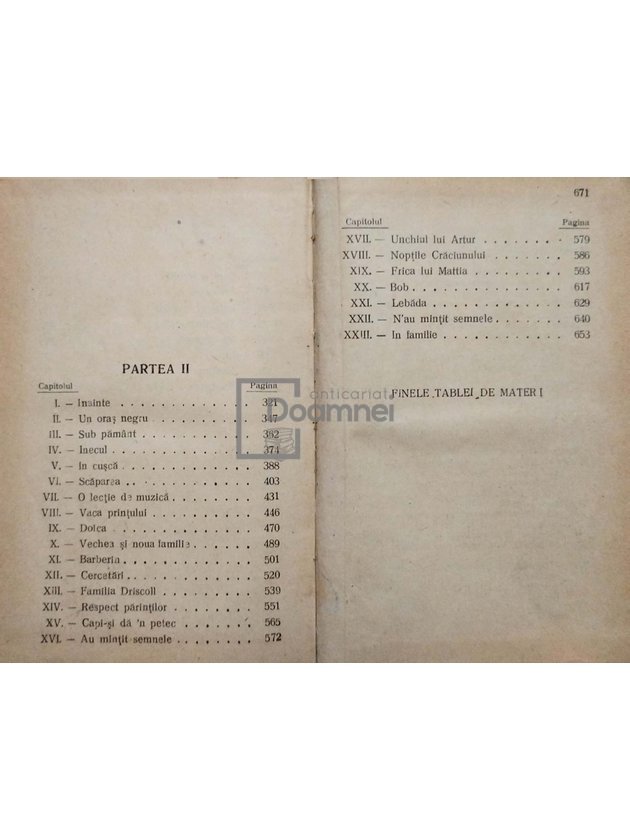 PARTEA II
Capitolul Pagina
I. — Inainte . . . . . . . . . . . . 321
II. — Un oraș negru . . . . . . . . . 347
III. — Sub pământ . . . . . . . . . . 362
IV. — Inecul . . . . . . . . . . . . 374
V. — In cușcă . . . . . . . . . . . 388
VI. — Scăparea . . . . . . . . . . . 403
VII. — O lecție de muzică . . . . . . . 431
VIII. — Vaca prințului . . . . . . . . . 446
IX. — Doica . . . . . . . . . . . . 470
X. — Vechea și noua familie . . . . . . 489
XI. — Barberin . . . . . . . . . . . 501
XII. — Cercetări . . . . . . . . . . . 520
XIII. — Familia Driscoll . . . . . . . . 539
XIV. — Respect părinților . . . . . . . 551
XV. — Capi-și dă 'n petec . . . . . . . 565
XVI. — Au mințit semnele . . . . . . . 572
671
Capitolul Pagina
XVII. — Unchiul lui Artur . . . . . . . 579
XVIII. — Nopțile Crăciunului . . . . . . 586
XIX. — Frica lui Mattia . . . . . . . . 593
XX. — Bob . . . . . . . . . . . . . 617
XXI. — Lebăda . . . . . . . . . . . 629
XXII. — N'au mințit semnele . . . . . . 640
XXIII. — In familie . . . . . . . . . . 653
FINELE TABLEI DE MATER I
anticariat
Doamnei